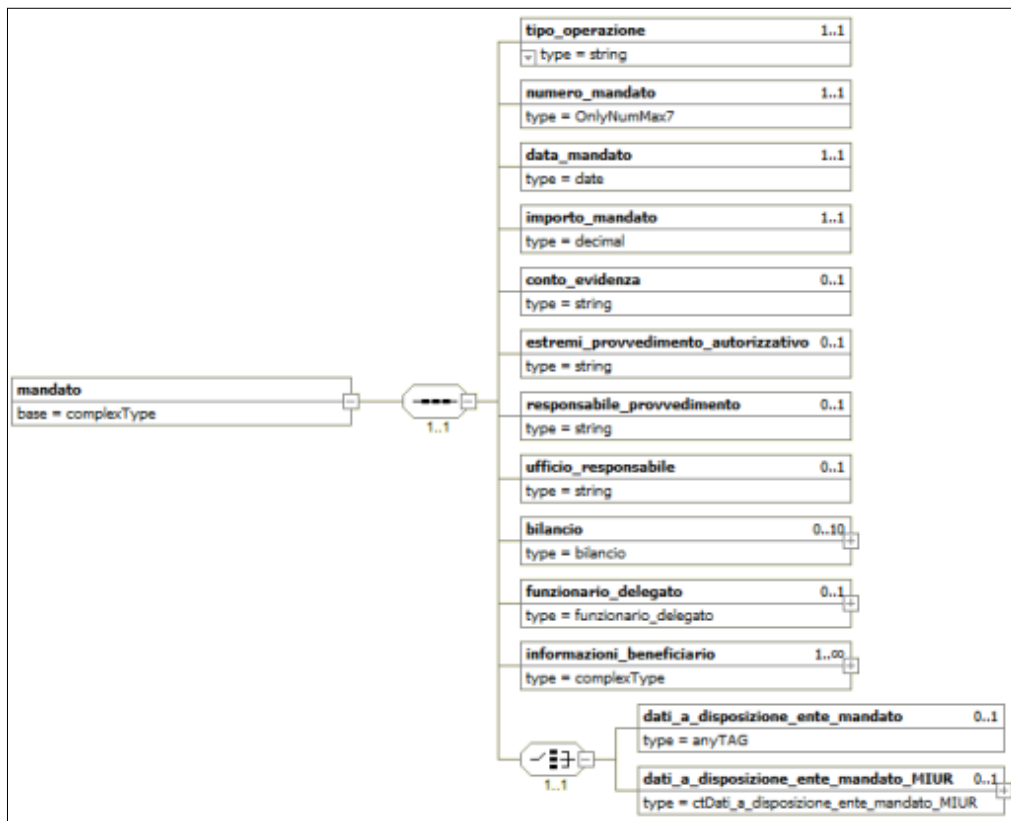 tipo_operazione 1..1
type = string
numero_mandato 1..1
type = OnlyNumMax7
data_mandato 1..1
type = date
importo_mandato 1..1
type = decimal
conto_evidenza 0..1
type = string
estremi_provvedimento_autorizzativo 0..1
type = string
mandato
base = complexType
1..1
responsabile_provvedimento 0..1
type = string
ufficio_responsabile 0..1
type = string
bilancio 0..10
type = bilancio
funzionario_delegato 0..1
type = funzionario_delegato
informazioni_beneficiario 1..∞
type = complexType
1..1
dati_a_disposizione_ente_mandato 0..1
type = anyTAG
dati_a_disposizione_ente_mandato_MIUR 0..1
type = ctDati_a_disposizione_ente_mandato_MIUR